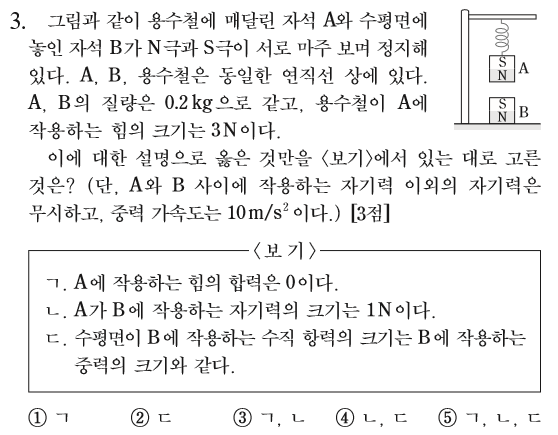 3. 그림과 같이 용수철에 매달린 자석 A와 수평면에
놓인 자석 B가 N극과 S극이 서로 마주 보며 정지해
있다. A, B, 용수철은 동일한 연직선 상에 있다.
A, B의 질량은 0.2kg으로 같고, 용수철이 A에
작용하는 힘의 크기는 3N이다.
S
N
A
S
N
B
이에 대한 설명으로 옳은 것만을 <보기>에서 있는 대로 고른
것은? (단, A와 B 사이에 작용하는 자기력 이외의 자기력은
무시하고, 중력 가속도는 10m/s²이다.) [3점]
<보 기>
ㄱ. A에 작용하는 힘의 합력은 0이다.
ㄴ. A가 B에 작용하는 자기력의 크기는 1N이다.
ㄷ. 수평면이 B에 작용하는 수직 항력의 크기는 B에 작용하는
중력의 크기와 같다.
① ㄱ ② ㄷ ③ ㄱ, ㄴ ④ ㄴ, ㄷ ⑤ ㄱ, ㄴ, ㄷ